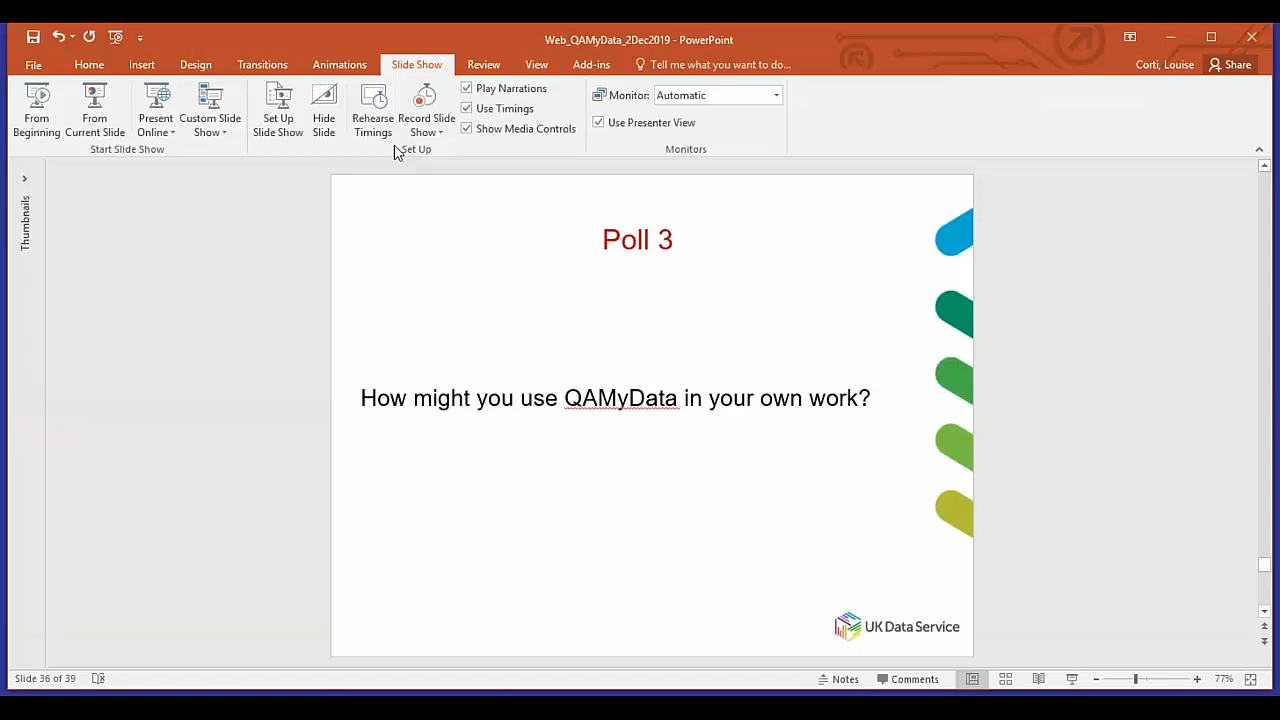 Web_QAMyData_2Dec2019 - PowerPoint
File Home Insert Design Transitions Animations Slide Show Review View Add-ins Tell me what you want to do... Corti, Louise Share
From Beginning
From Current Slide
Present Online
Custom Slide Show
Start Slide Show
Set Up Slide Show
Hide Slide
Rehearse Timings
Record Slide Show
Play Narrations
Use Timings
Show Media Controls
Set Up
Monitor: Automatic
Use Presenter View
Monitors
Thumbnails
Poll 3
How might you use QAMyData in your own work?
UK Data Service
Slide 36 of 39 Notes Comments 77%